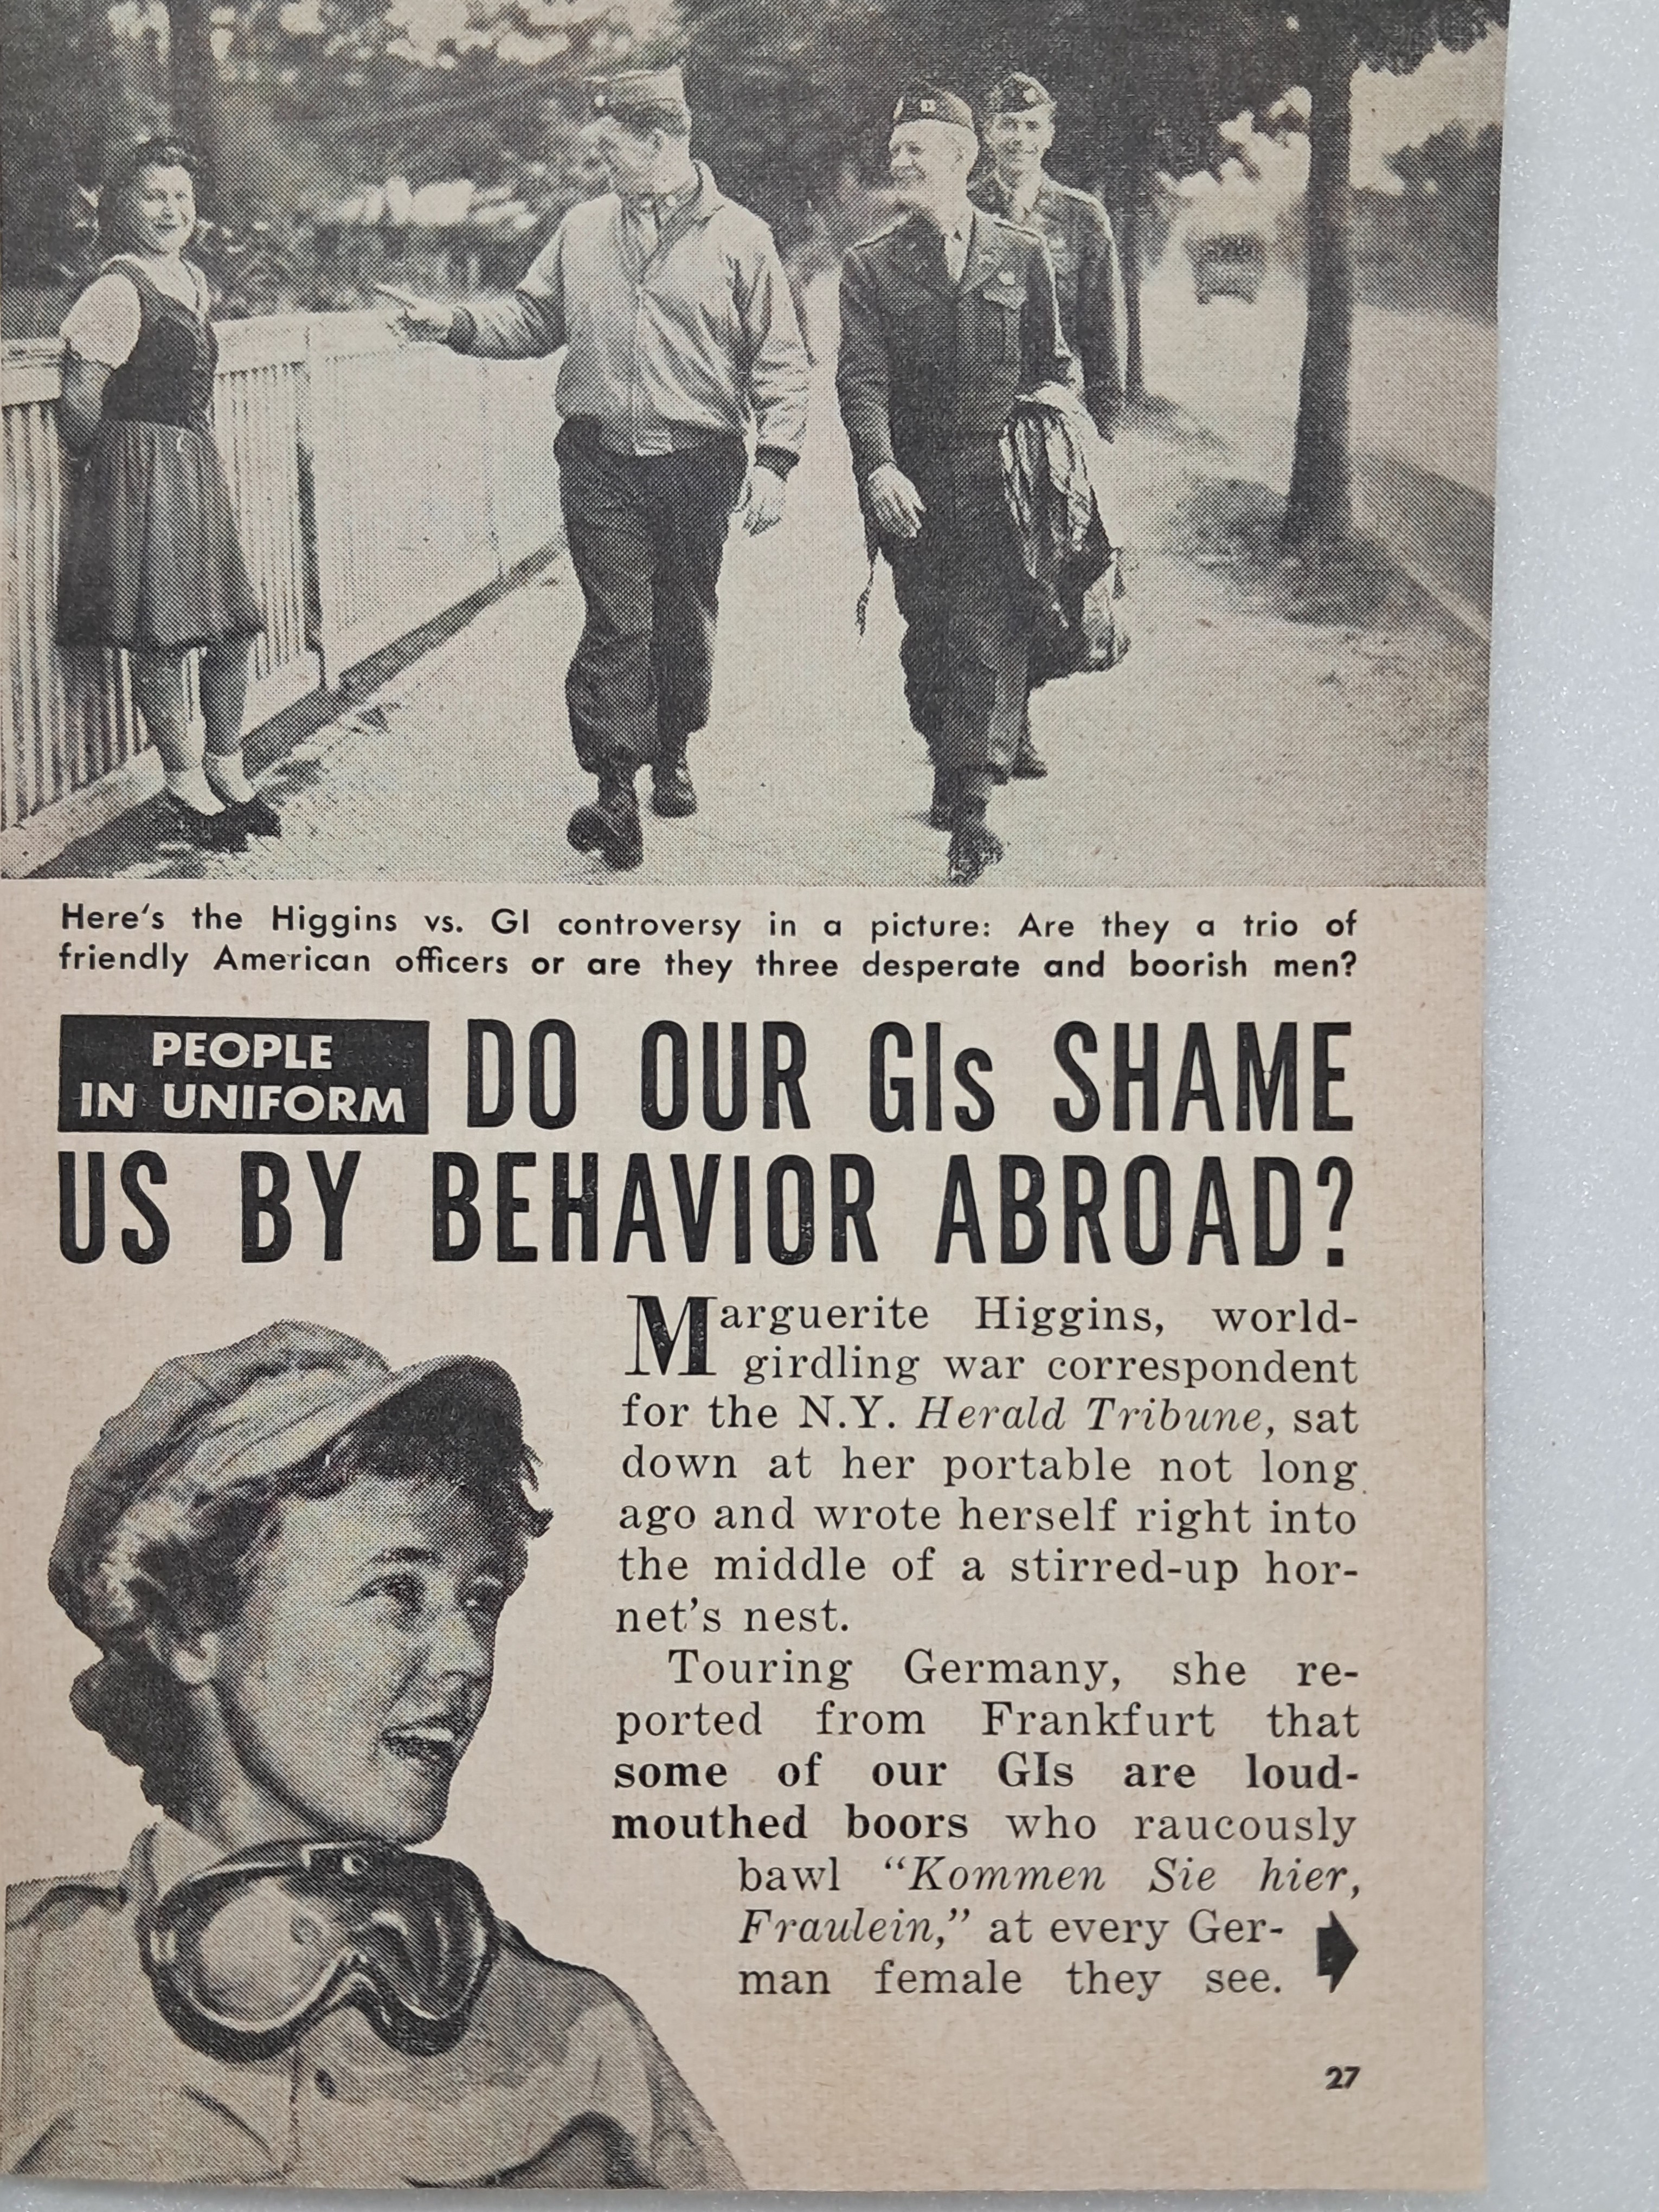 Here's the Higgins vs. GI controversy in a picture: Are they a trio of
friendly American officers or are they three desperate and boorish men?
PEOPLE
IN UNIFORM
DO OUR GIs SHAME
US BY BEHAVIOR ABROAD?
Marguerite Higgins, world-
girdling war correspondent
for the N.Y. Herald Tribune, sat
down at her portable not long
ago and wrote herself right into
the middle of a stirred-up hor-
net's nest.
Touring Germany, she re-
ported from Frankfurt that
some of our GIs are loud-
mouthed boors who raucously
bawl “Kommen Sie hier,
Fraulein,” at every Ger-
man female they see.
27